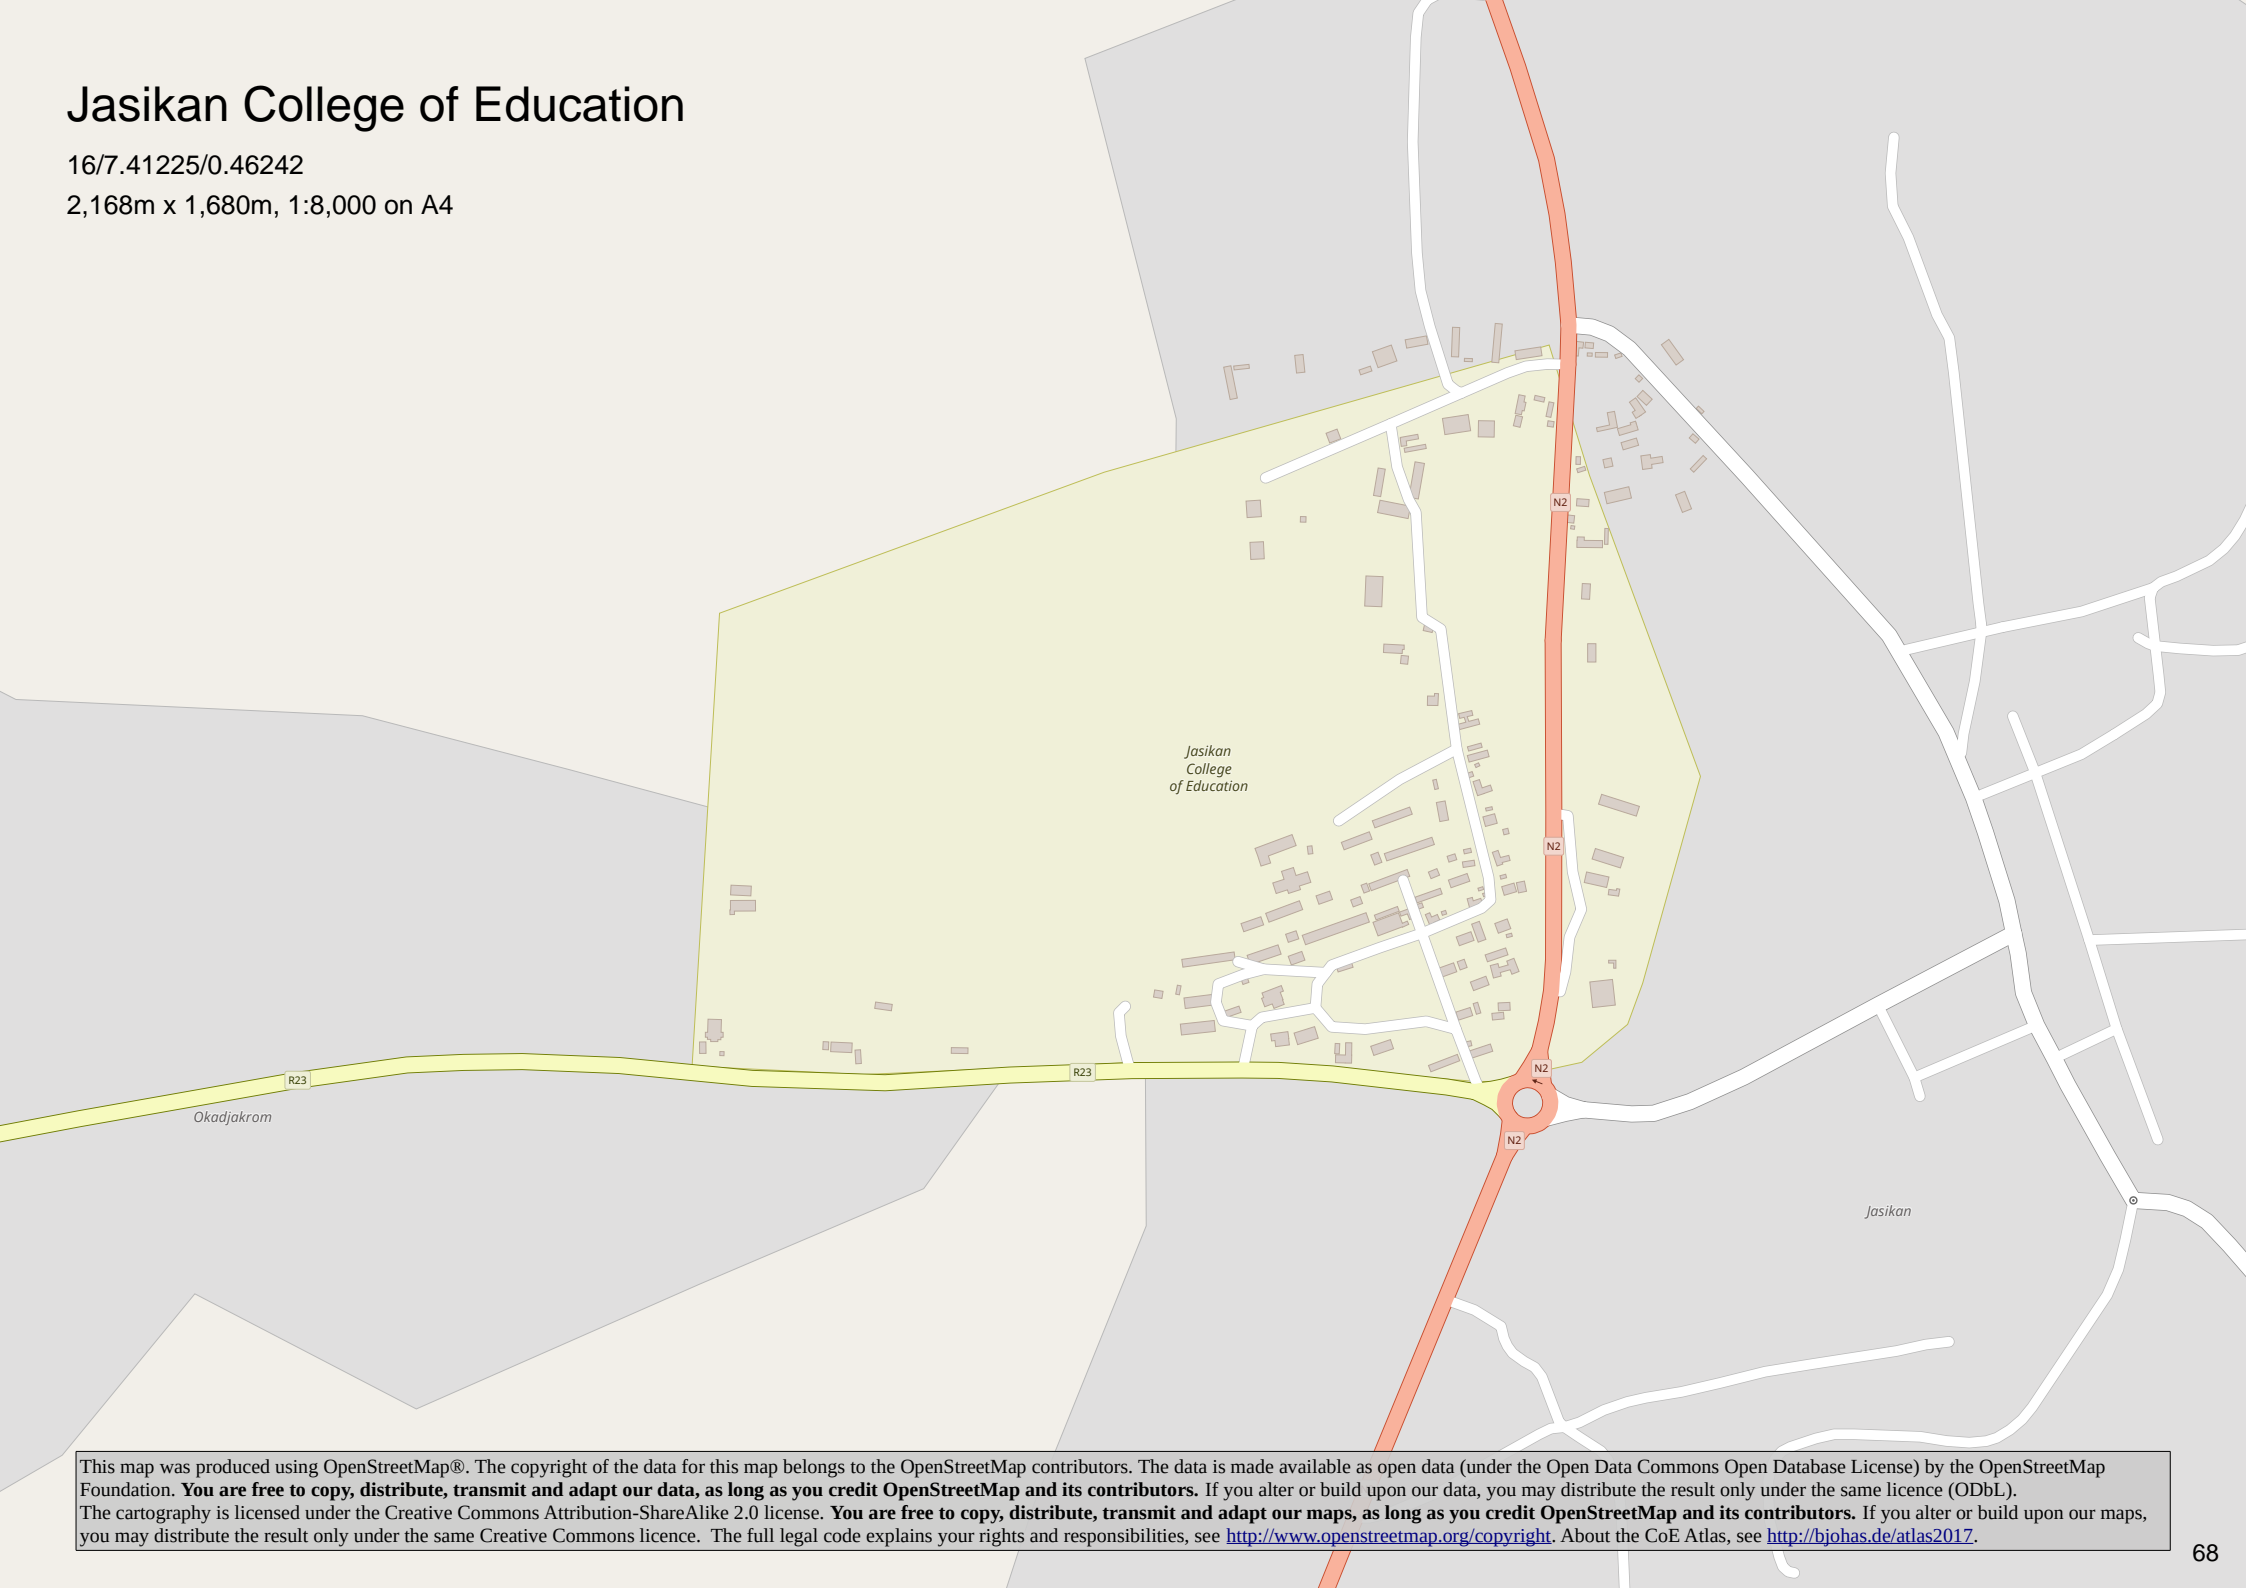 Jasikan College of Education
16/7.41225/0.46242
2,168m x 1,680m, 1:8,000 on A4
N2
Jasikan
College
of Education
N2
R23
R23
N2
Okadjakrom
N2
Jasikan
This map was produced using OpenStreetMap®. The copyright of the data for this map belongs to the OpenStreetMap contributors. The data is made available as open data (under the Open Data Commons Open Database License) by the OpenStreetMap
Foundation. You are free to copy, distribute, transmit and adapt our data, as long as you credit OpenStreetMap and its contributors. If you alter or build upon our data, you may distribute the result only under the same licence (ODbL).
The cartography is licensed under the Creative Commons Attribution-ShareAlike 2.0 license. You are free to copy, distribute, transmit and adapt our maps, as long as you credit OpenStreetMap and its contributors. If you alter or build upon our maps,
you may distribute the result only under the same Creative Commons licence. The full legal code explains your rights and responsibilities, see http://www.openstreetmap.org/copyright. About the CoE Atlas, see http://bjohas.de/atlas2017.
68